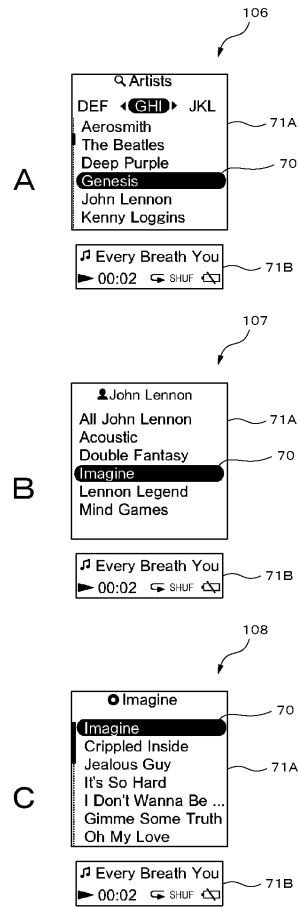 106
Artists
DEF GHI JKL
Aerosmith
The Beatles
Deep Purple
Genesis
John Lennon
Kenny Loggins
71A
70
A
Every Breath You
00:02 SHUF
71B
107
John Lennon
All John Lennon
Acoustic
Double Fantasy
Imagine
Lennon Legend
Mind Games
71A
70
B
Every Breath You
00:02 SHUF
71B
108
Imagine
Imagine
Crippled Inside
Jealous Guy
It's So Hard
I Don't Wanna Be ...
Gimme Some Truth
Oh My Love
70
71A
C
Every Breath You
00:02 SHUF
71B